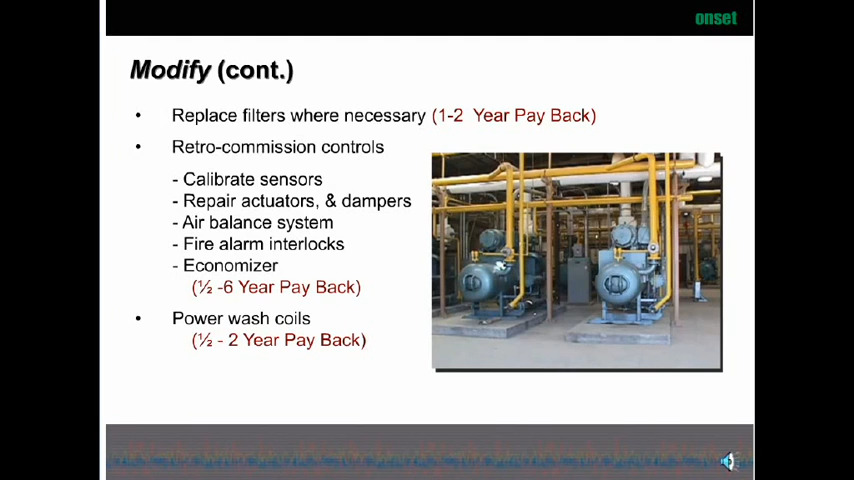 onset
Modify (cont.)
• Replace filters where necessary (1-2 Year Pay Back)
• Retro-commission controls
- Calibrate sensors
- Repair actuators, & dampers
- Air balance system
- Fire alarm interlocks
- Economizer
(½ -6 Year Pay Back)
• Power wash coils
(½ - 2 Year Pay Back)